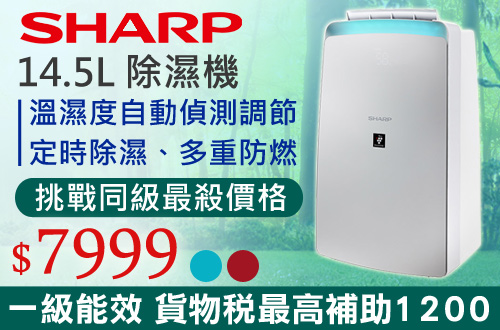 SHARP
14.5L 除濕機
溫濕度自動偵測調節
定時除濕、多重防燃
挑戰同級最殺價格
$7999
一級能效 貨物税最高補助1200
SHARP